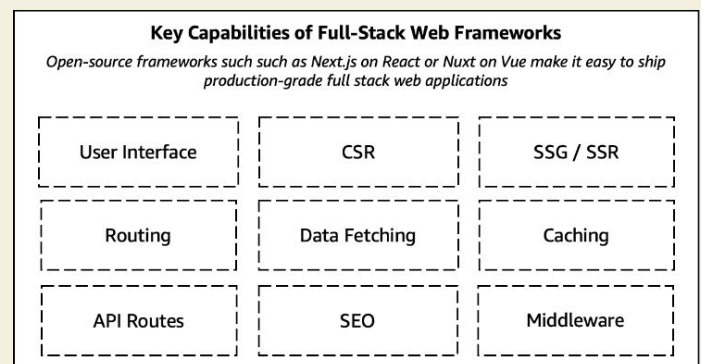 Key Capabilities of Full-Stack Web Frameworks
Open-source frameworks such such as Next.js on React or Nuxt on Vue make it easy to ship
production-grade full stack web applications
User Interface
CSR
SSG / SSR
Routing
Data Fetching
Caching
API Routes
SEO
Middleware